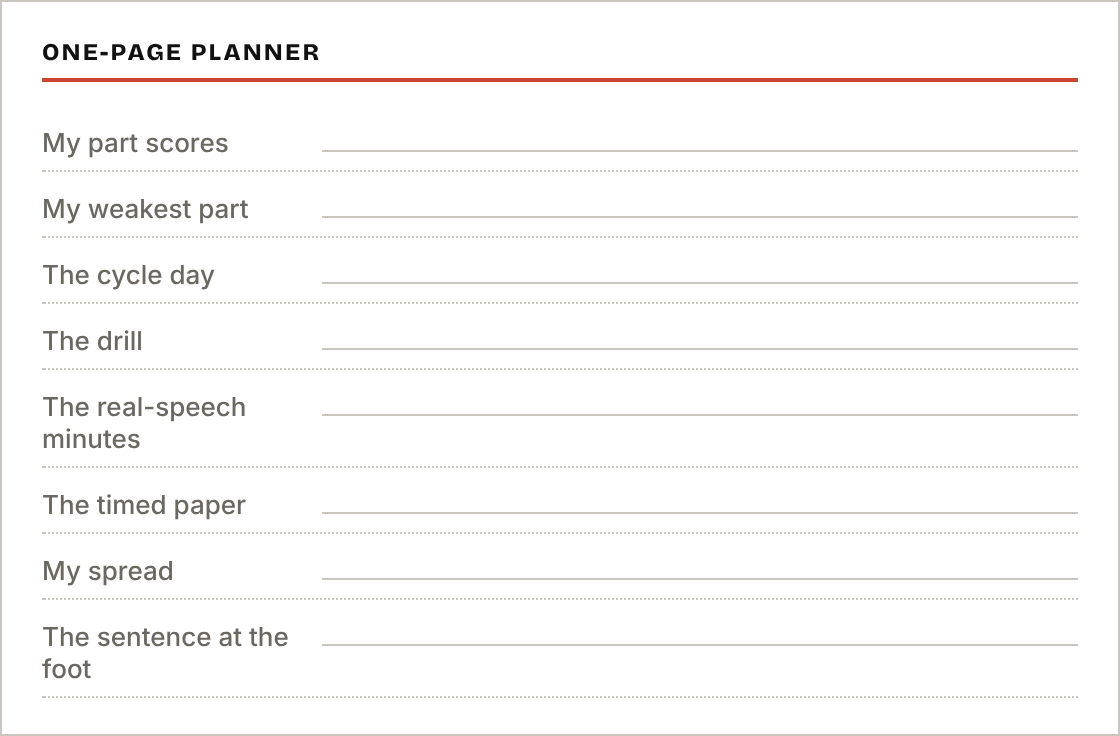 ONE-PAGE PLANNER
My part scores
My weakest part
The cycle day
The drill
The real-speech
minutes
The timed paper
My spread
The sentence at the
foot